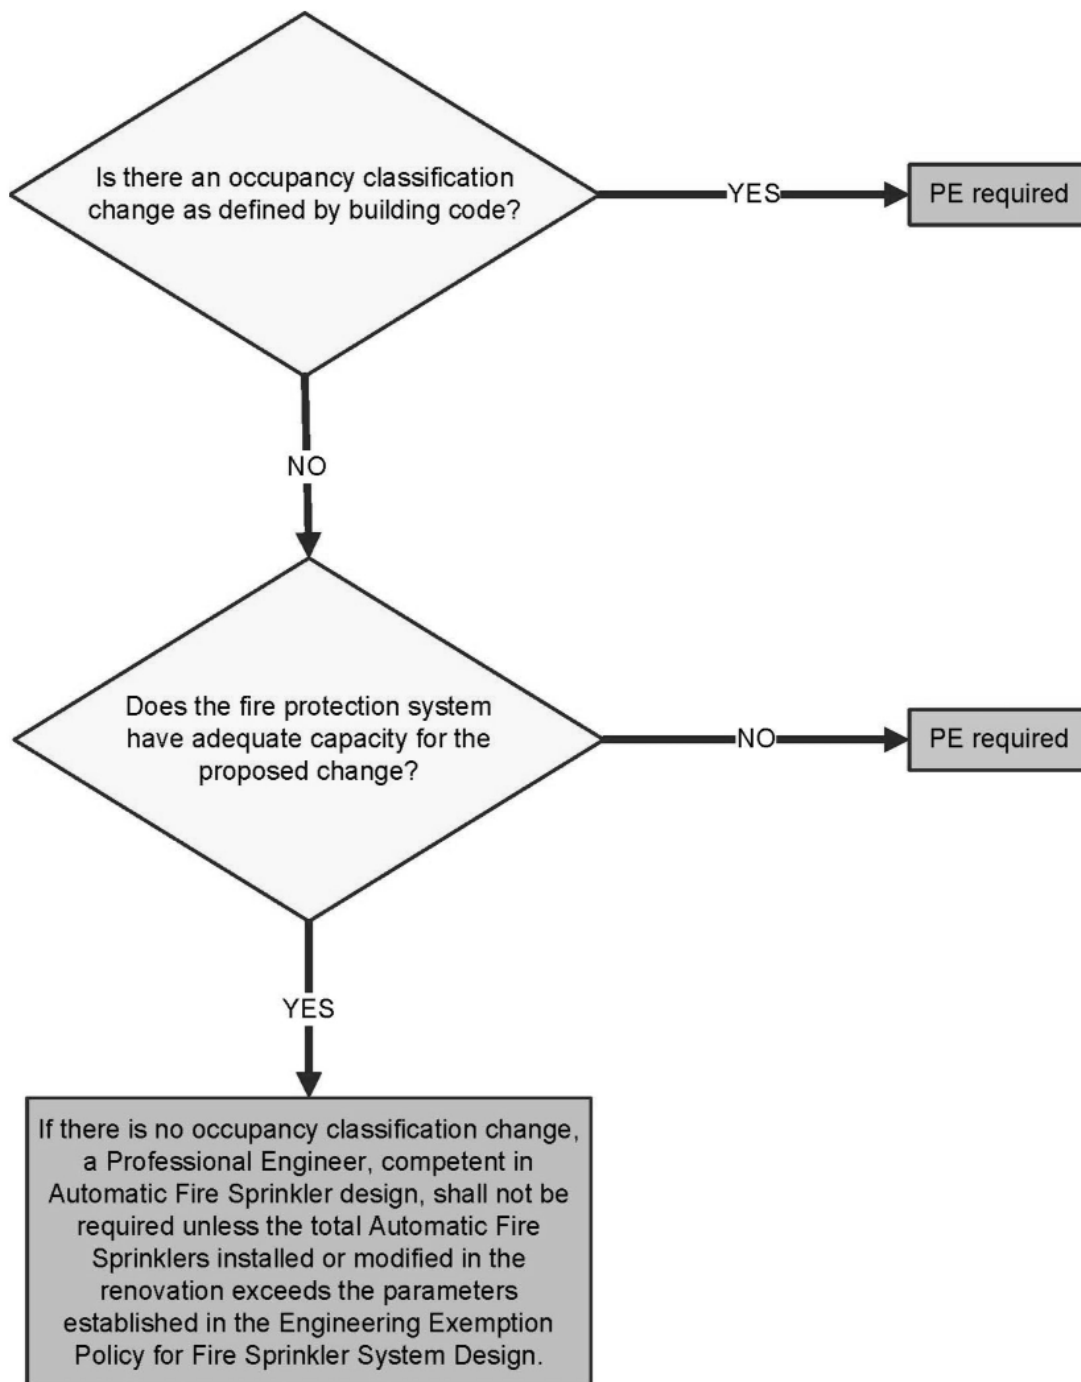 Is there an occupancy classification
change as defined by building code?
YES
PE required
NO
Does the fire protection system
have adequate capacity for the
proposed change?
NO
PE required
YES
If there is no occupancy classification change,
a Professional Engineer, competent in
Automatic Fire Sprinkler design, shall not be
required unless the total Automatic Fire
Sprinklers installed or modified in the
renovation exceeds the parameters
established in the Engineering Exemption
Policy for Fire Sprinkler System Design.